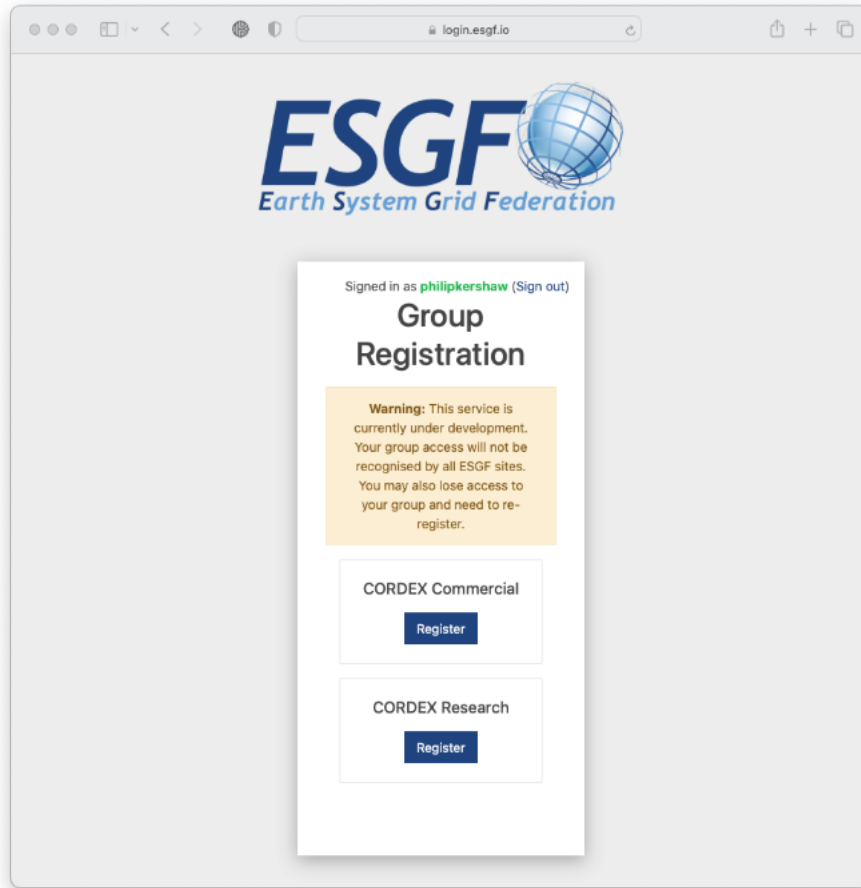 login.esgf.io
ESGF
Earth System Grid Federation
Signed in as philipkershaw (Sign out)
Group
Registration
Warning: This service is
currently under development.
Your group access will not be
recognised by all ESGF sites.
You may also lose access to
your group and need to re-
register.
CORDEX Commercial
Register
CORDEX Research
Register